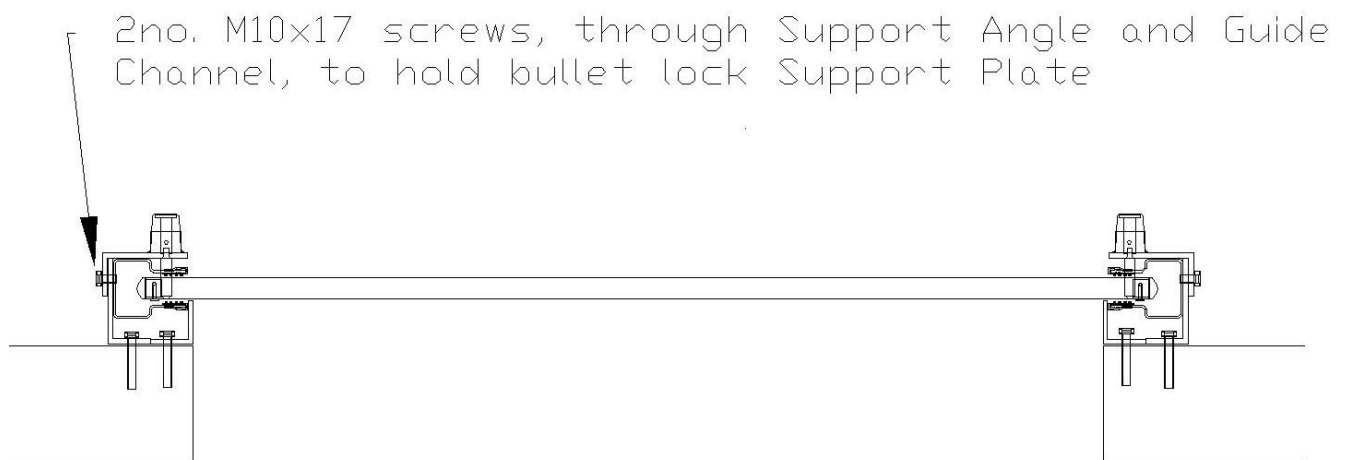 2no. M10x17 screws, through Support Angle and Guide
Channel, to hold bullet lock Support Plate